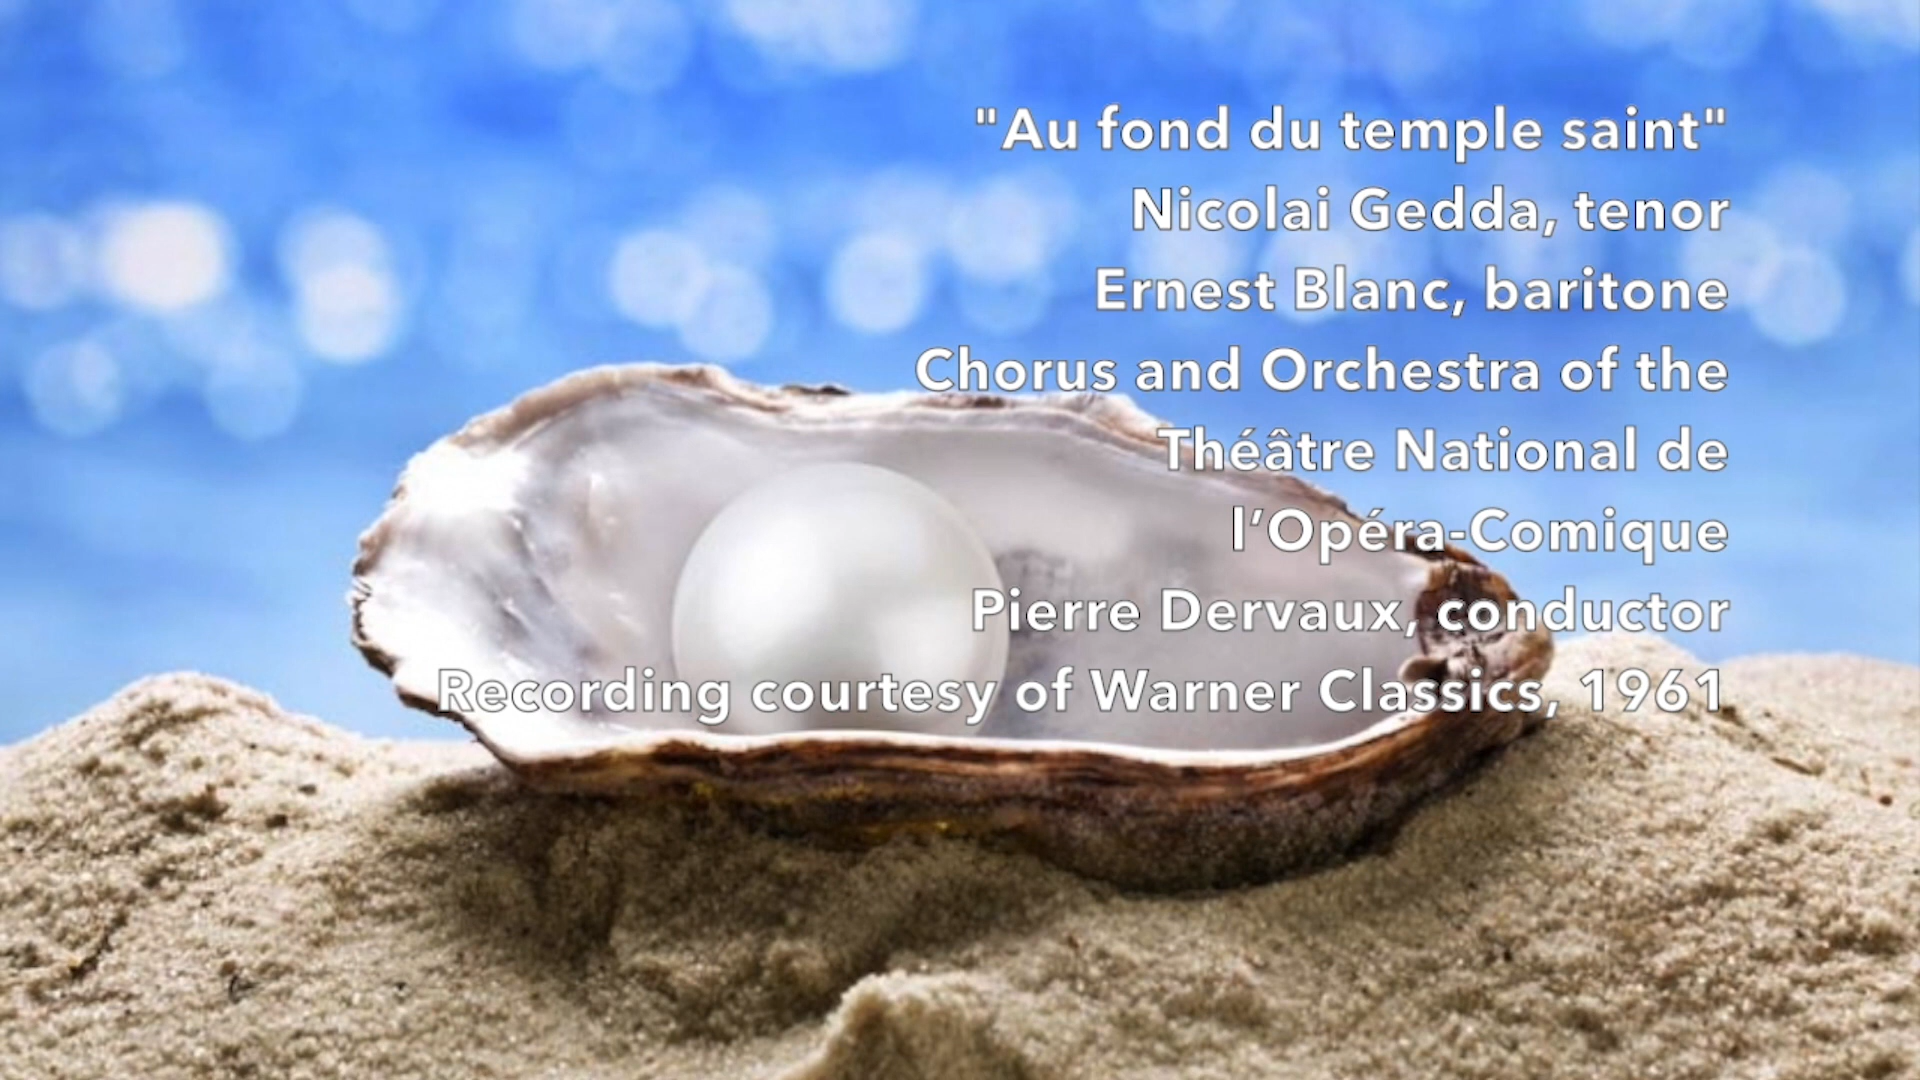 "Au fond du temple saint"
Nicolai Gedda, tenor
Ernest Blanc, baritone
Chorus and Orchestra of the
Théâtre National de
l’Opéra-Comique
Pierre Dervaux, conductor
Recording courtesy of Warner Classics, 1961